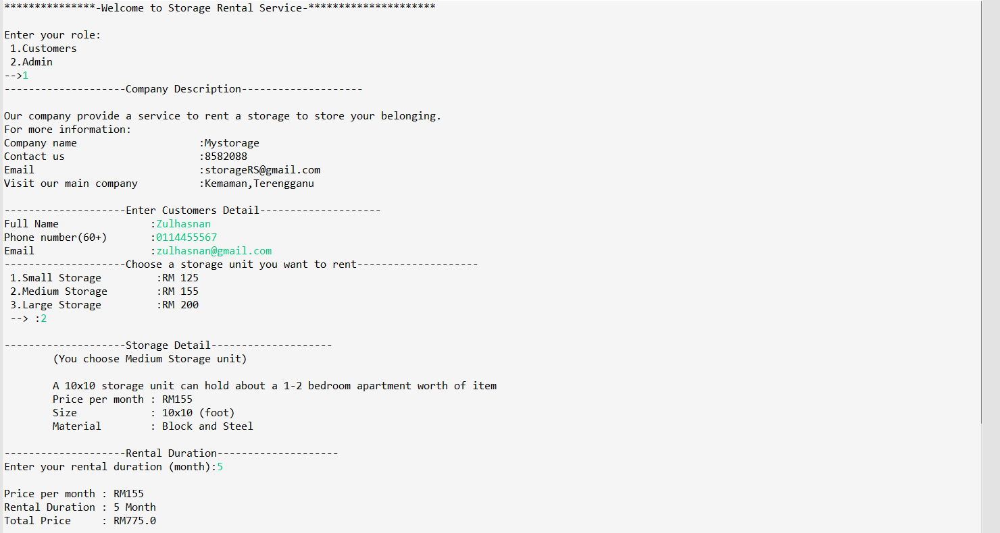 ***************-Welcome to Storage Rental Service-*********************
Enter your role:
 1.Customers
 2.Admin
-->1
--------------------Company Description--------------------
Our company provide a service to rent a storage to store your belonging.
For more information:
Company name                    :Mystorage
Contact us                      :8582088
Email                           :storageRS@gmail.com
Visit our main company          :Kemaman,Terengganu
--------------------Enter Customers Detail--------------------
Full Name               :Zulhasnan
Phone number(60+)       :0114455567
Email                   :zulhasnan@gmail.com
--------------------Choose a storage unit you want to rent--------------------
 1.Small Storage         :RM 125
 2.Medium Storage        :RM 155
 3.Large Storage         :RM 200
 --> :2
--------------------Storage Detail--------------------
        (You choose Medium Storage unit)
        A 10x10 storage unit can hold about a 1-2 bedroom apartment worth of item
        Price per month : RM155
        Size            : 10x10 (foot)
        Material        : Block and Steel
--------------------Rental Duration--------------------
Enter your rental duration (month):5
Price per month : RM155
Rental Duration : 5 Month
Total Price     : RM775.0